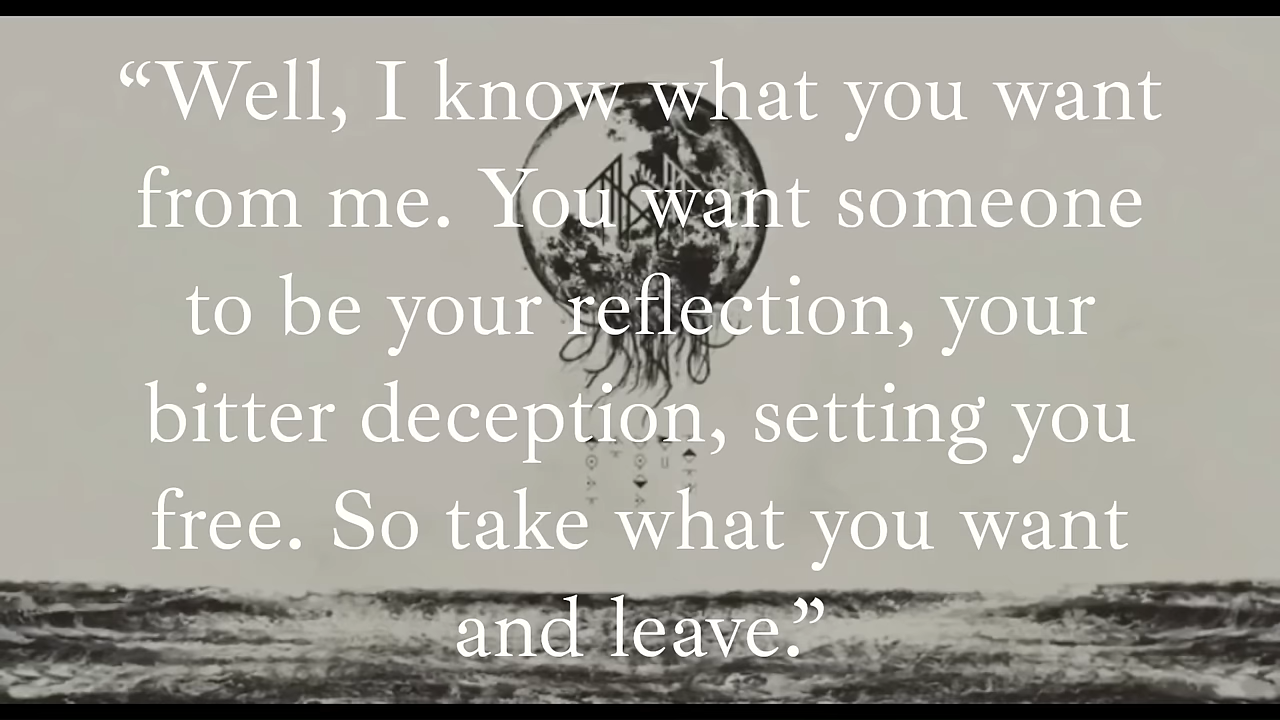 “Well, I know what you want
from me. You want someone
to be your reflection, your
bitter deception, setting you
free. So take what you want
and leave.”